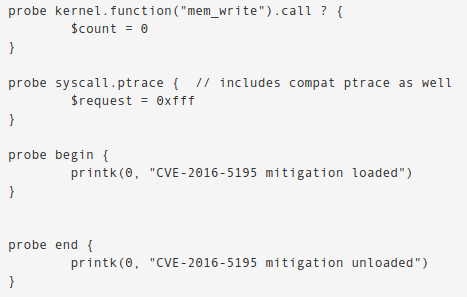 probe kernel.function("mem_write").call ? {
        $count = 0
}
probe syscall.ptrace {  // includes compat ptrace as well
        $request = 0xfff
}
probe begin {
        printk(0, "CVE-2016-5195 mitigation loaded")
}
probe end {
        printk(0, "CVE-2016-5195 mitigation unloaded")
}